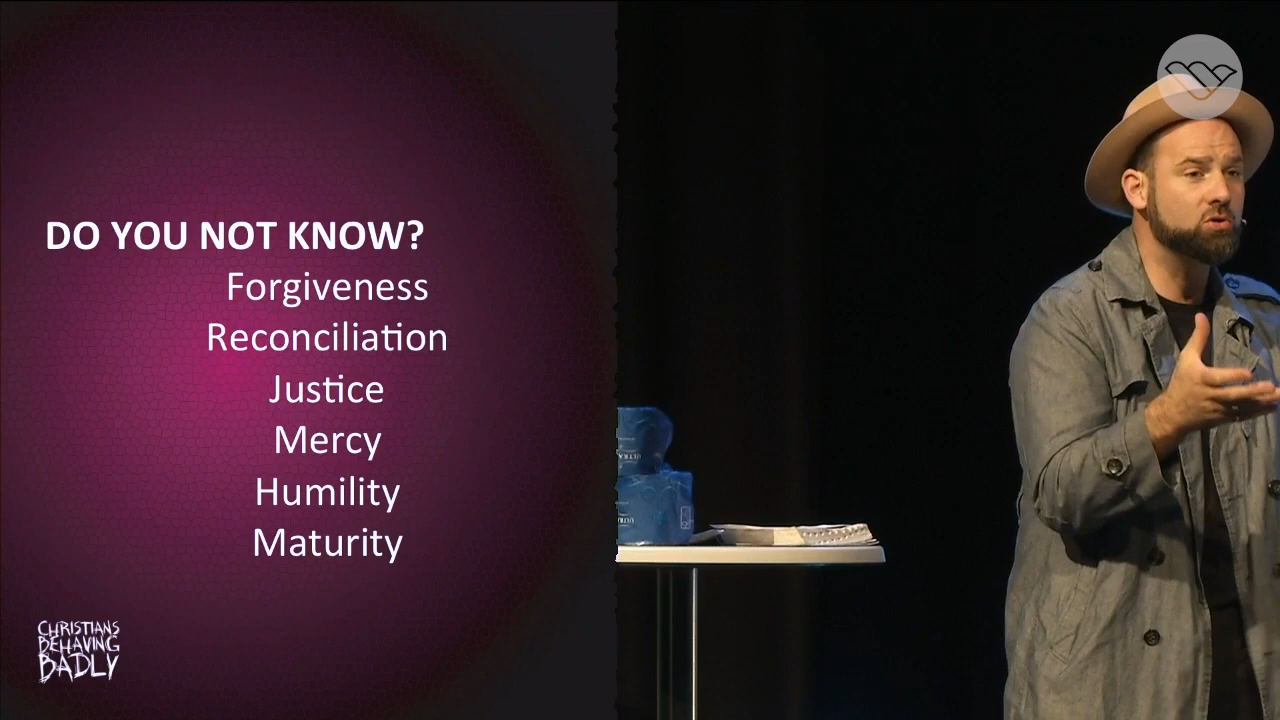 DO YOU NOT KNOW?
Forgiveness
Reconciliation
Justice
Mercy
Humility
Maturity
CHRISTIANS
BEHAVING
BADLY